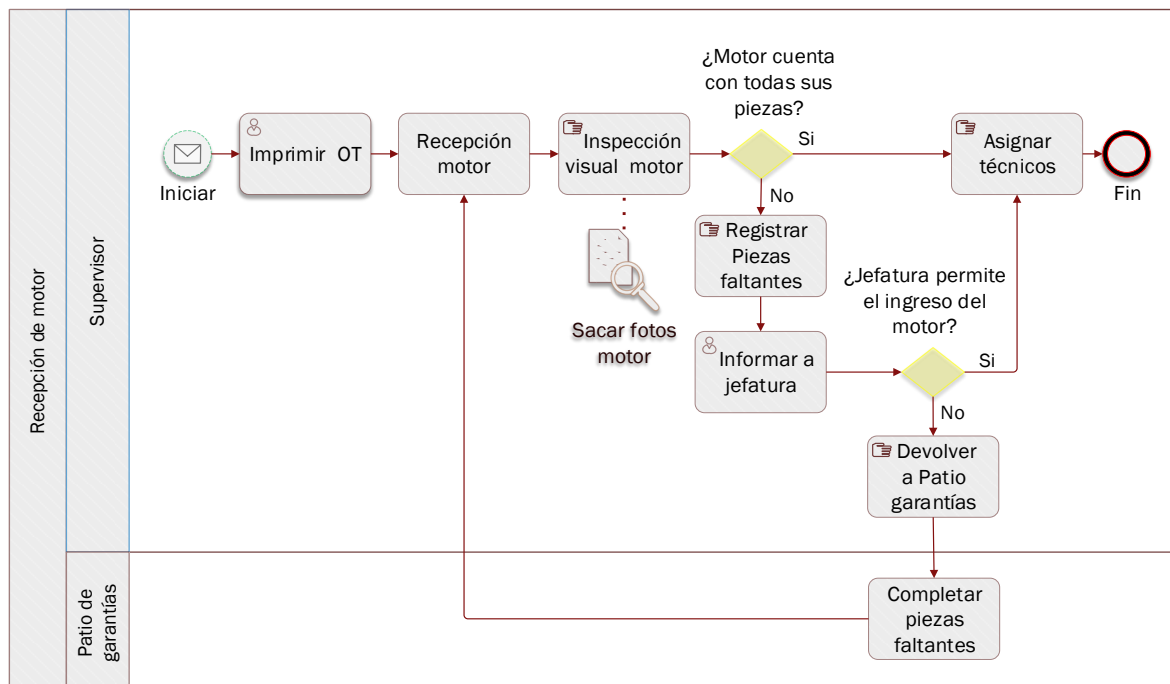 Recepción de motor
Supervisor
Iniciar
Imprimir OT
Recepción
motor
Inspección
visual motor
Sacar fotos
motor
¿Motor cuenta
con todas sus
piezas?
Si
No
Registrar
Piezas
faltantes
Informar a
jefatura
¿Jefatura permite
el ingreso del
motor?
Si
No
Asignar
técnicos
Fin
Devolver
a Patio
garantías
Patio de
garantías
Completar
piezas
faltantes